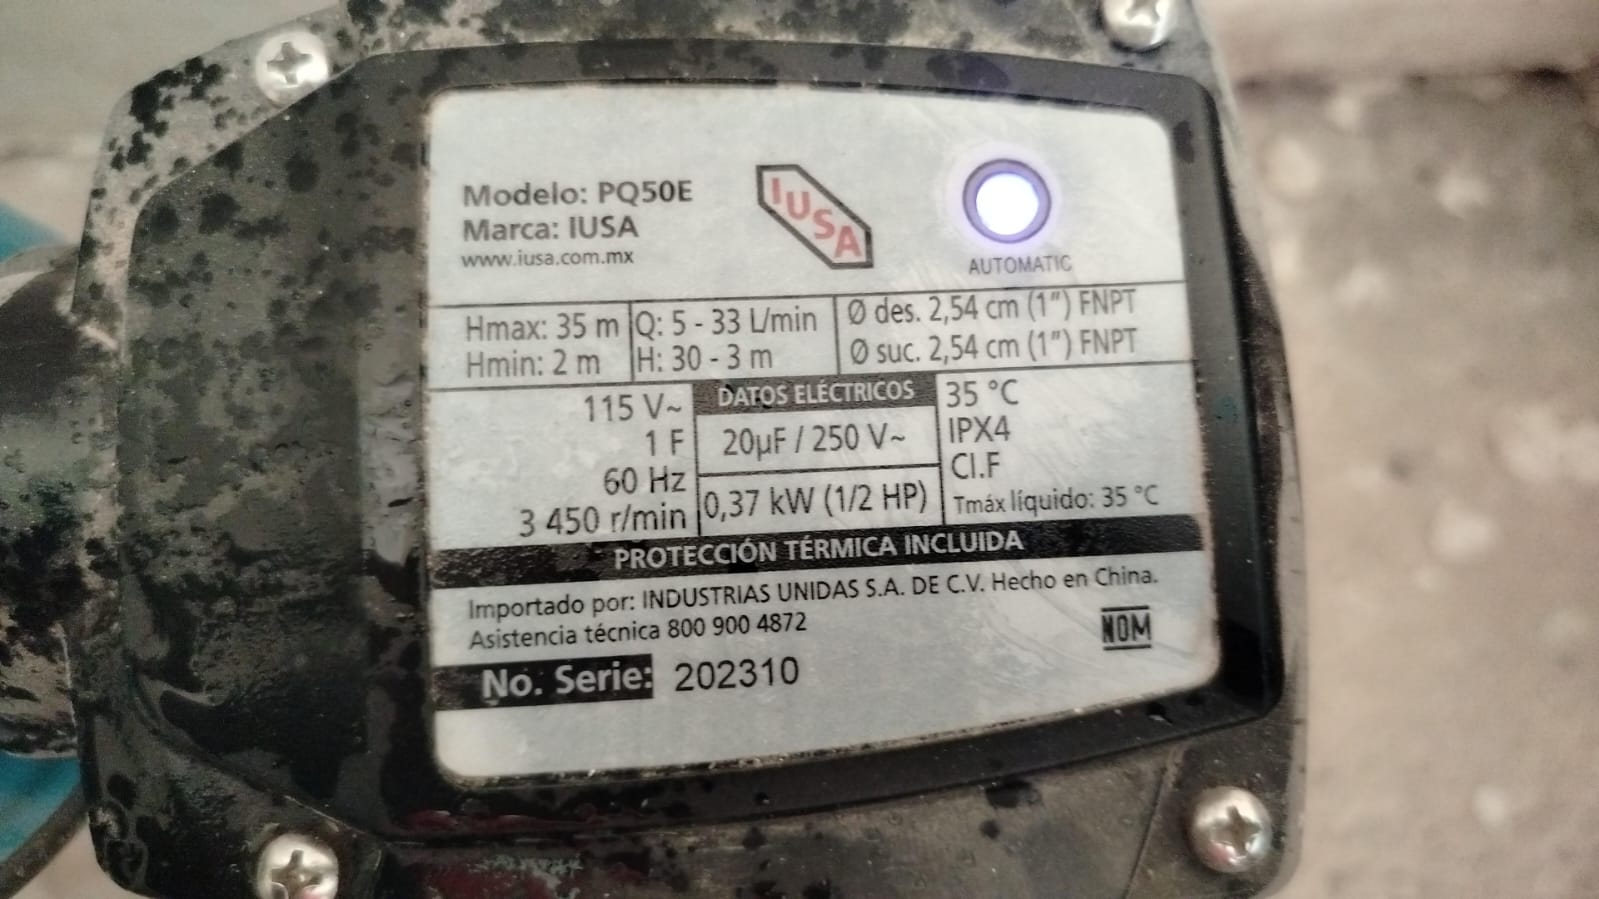 Modelo: PQ50E
Marca: IUSA
www.iusa.com.mx
IUSA
AUTOMATIC
Hmax: 35 m
Hmin: 2 m
Q: 5 - 33 L/min
H: 30 - 3 m
Ø des. 2,54 cm (1") FNPT
Ø suc. 2,54 cm (1") FNPT
115 V~
1 F
60 Hz
3 450 r/min
DATOS ELÉCTRICOS
20µF / 250 V~
0,37 kW (1/2 HP)
35 °C
IPX4
Cl.F
Tmáx líquido: 35 °C
PROTECCIÓN TÉRMICA INCLUIDA
Importado por: INDUSTRIAS UNIDAS S.A. DE C.V. Hecho en China.
Asistencia técnica 800 900 4872
NOM
No. Serie: 202310